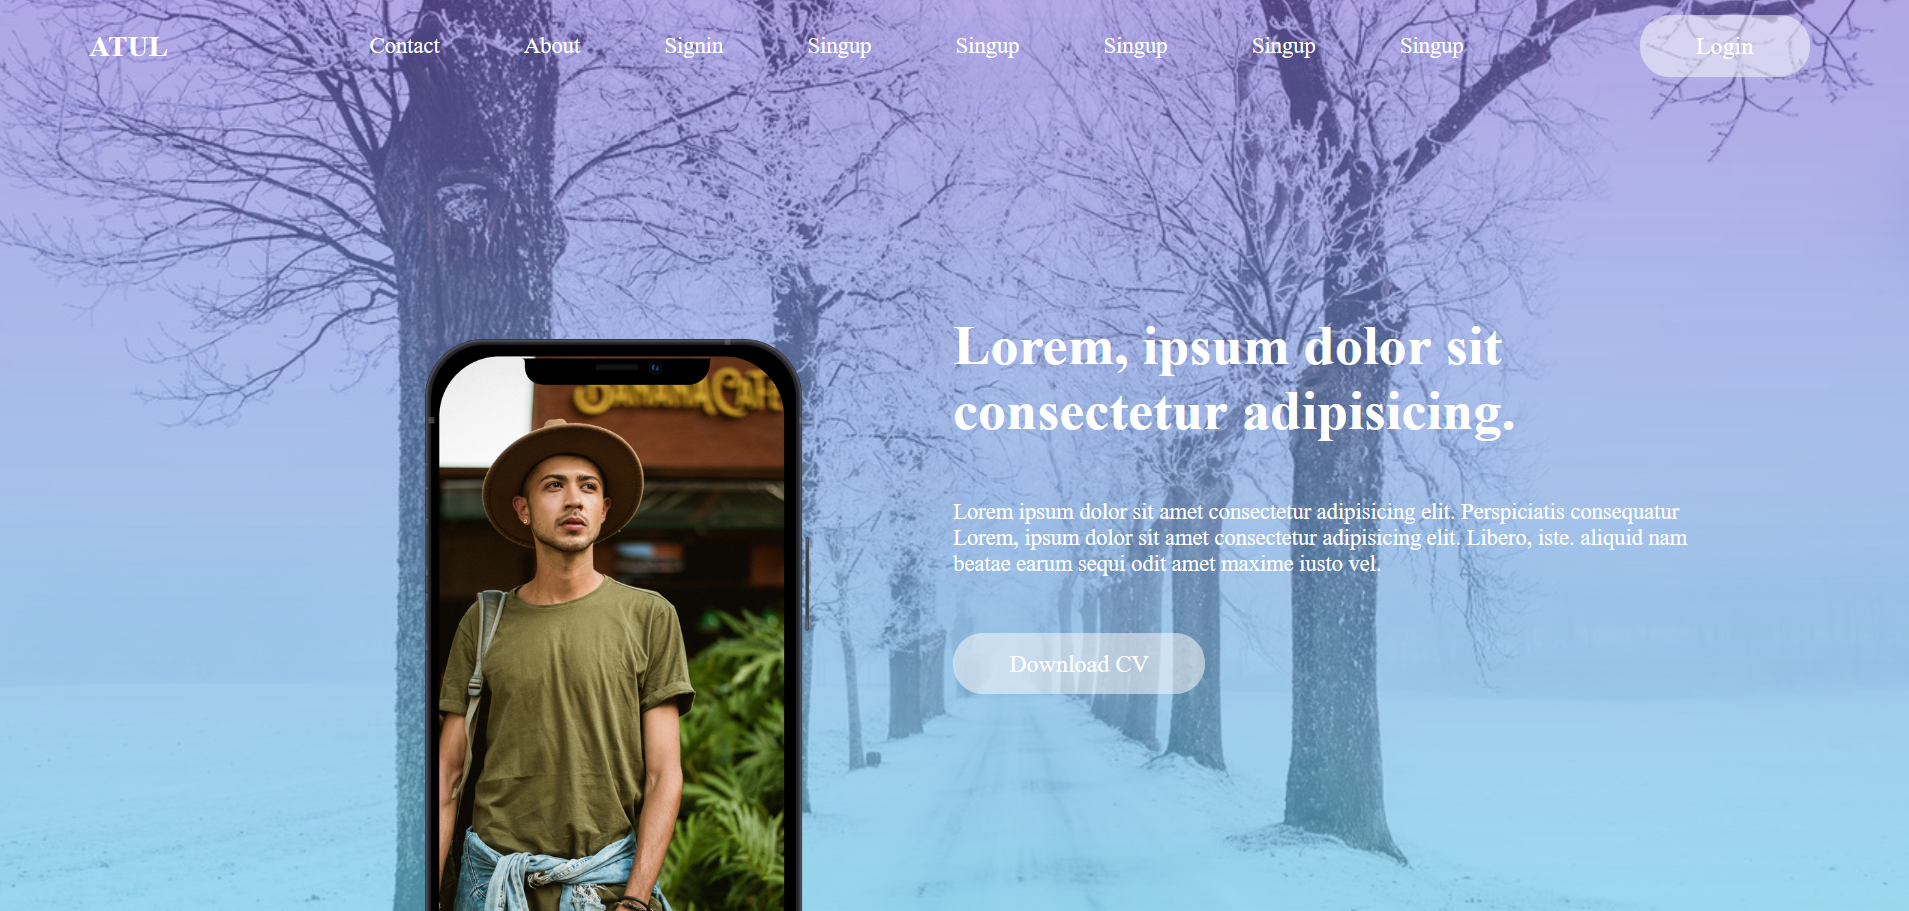 ATUL Contact About Signin Singup Singup Singup Singup Singup Login
Lorem, ipsum dolor sit
consectetur adipisicing.
Lorem ipsum dolor sit amet consectetur adipisicing elit. Perspiciatis consequatur
Lorem, ipsum dolor sit amet consectetur adipisicing elit. Libero, iste. aliquid nam
beatae earum sequi odit amet maxime iusto vel.
Download CV